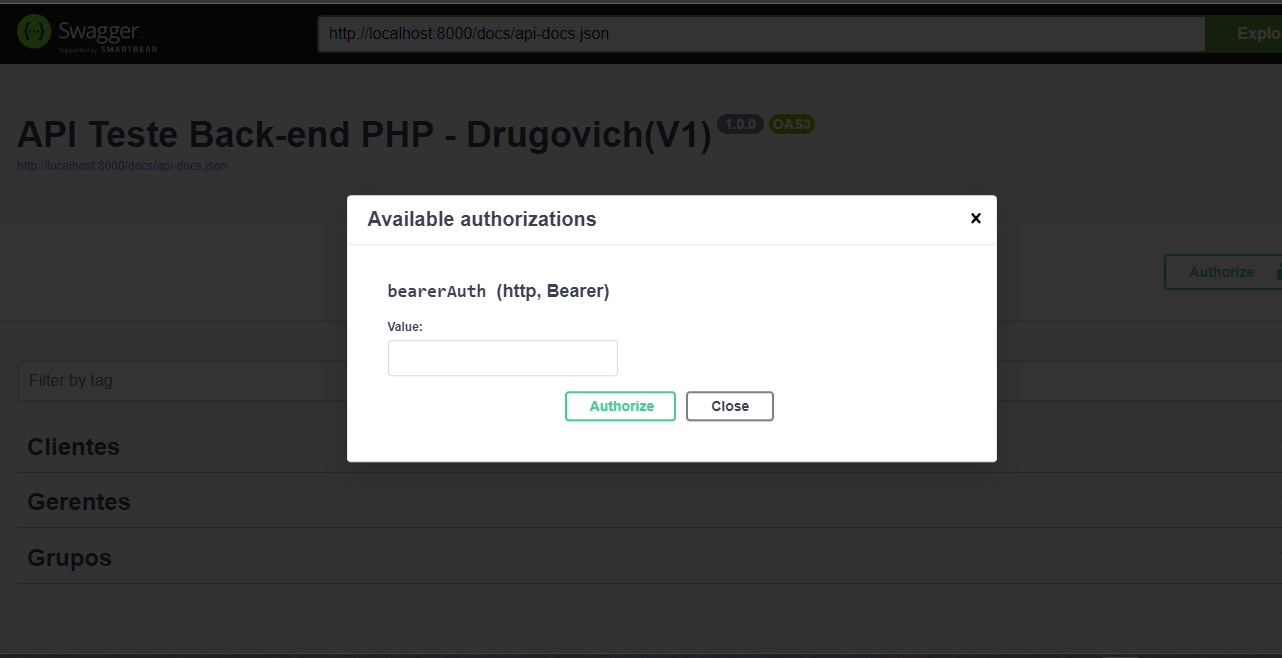 {···} Swagger.
Supported by SMARTBEAR
http://localhost:8000/docs/api-docs.json
Explo
API Teste Back-end PHP - Drugovich(V1) 1.0.0 OAS3
http://localhost:8000/docs/api-docs.json
Available authorizations
×
Authorize
bearerAuth (http, Bearer)
Value:
Authorize
Close
Filter by tag
Clientes
Gerentes
Grupos